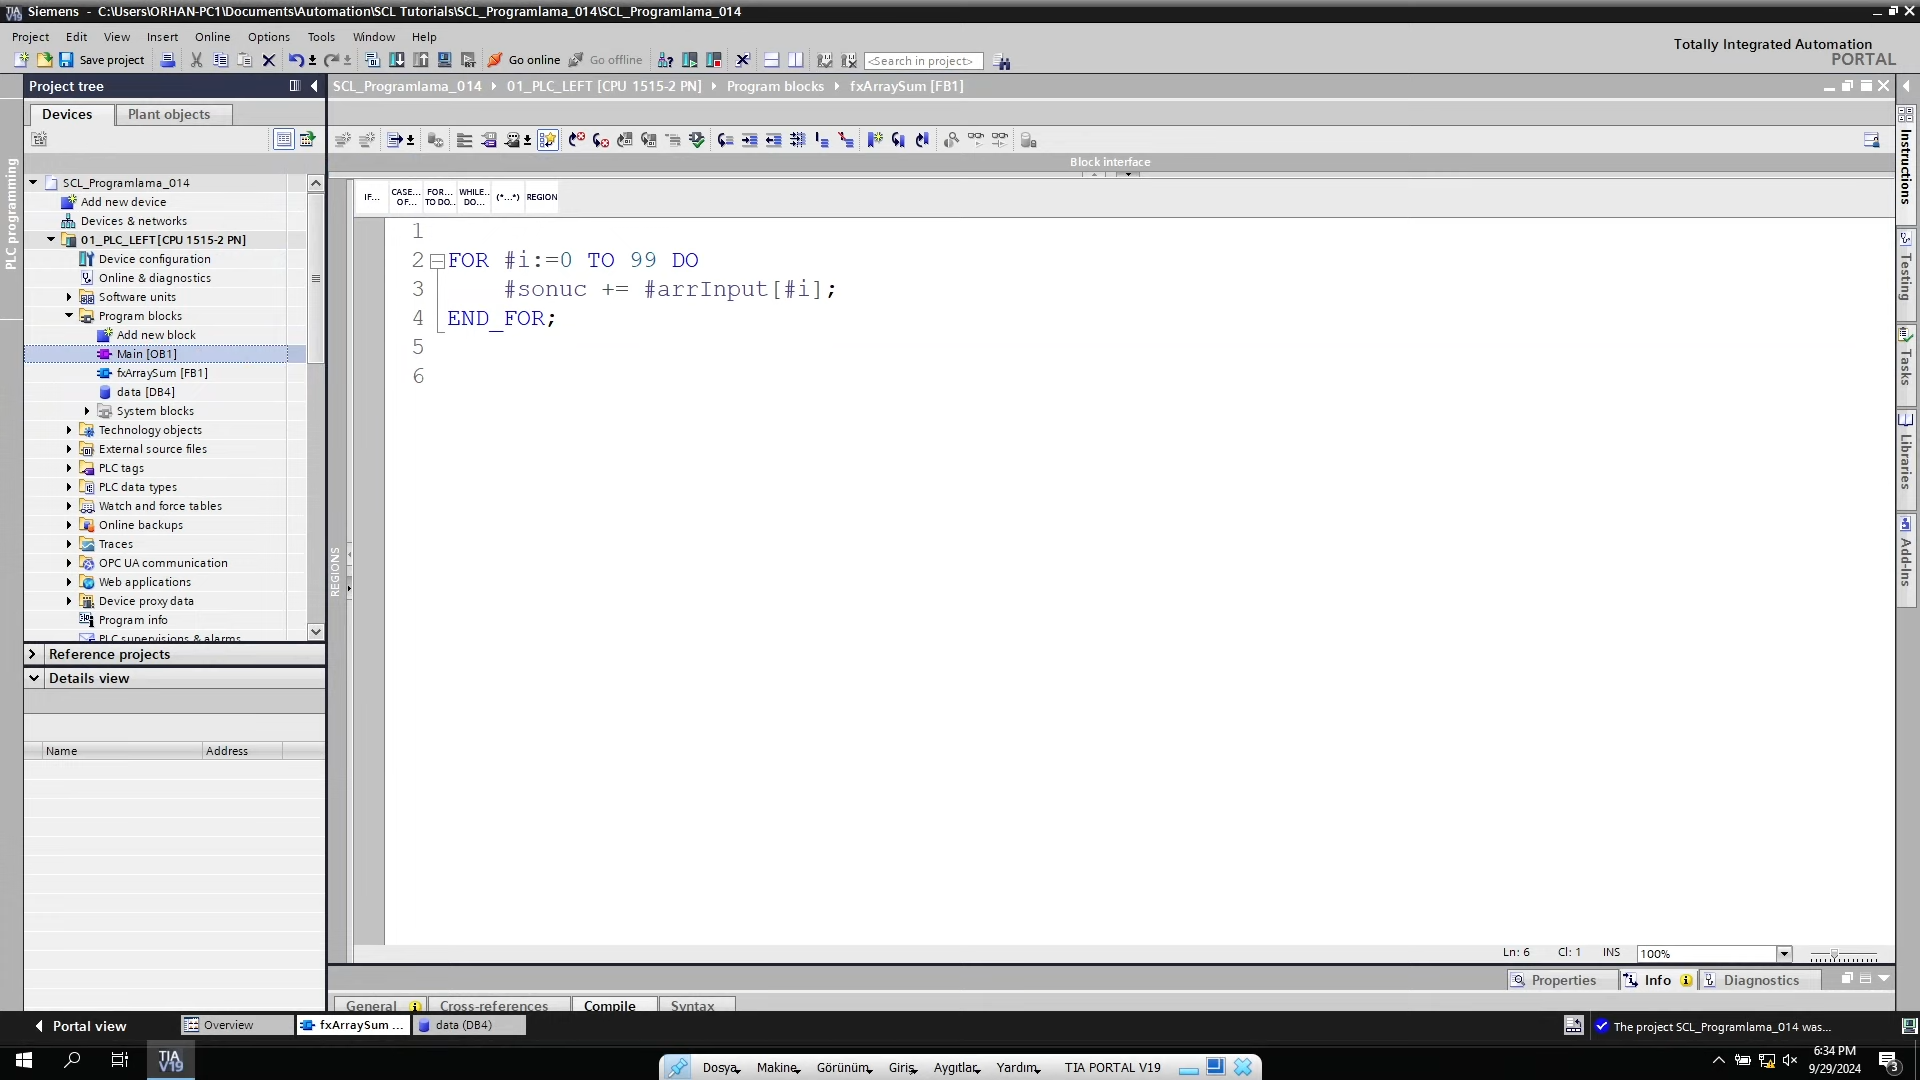 Siemens - C:\Users\ORHAN-PC1\Documents\Automation\SCL Tutorials\SCL_Programlama_014\SCL_Programlama_014
Project Edit View Insert Online Options Tools Window Help
Totally Integrated Automation
PORTAL
Save project
Go online
Go offline
<Search in project>
Project tree
SCL_Programlama_014 01_PLC_LEFT [CPU 1515-2 PN] Program blocks fxArraySum [FB1]
Devices
Plant objects
Block interface
PLC programming
SCL_Programlama_014
Add new device
Devices & networks
01_PLC_LEFT [CPU 1515-2 PN]
Device configuration
Online & diagnostics
Software units
Program blocks
Add new block
Main [OB1]
fxArraySum [FB1]
data [DB4]
System blocks
Technology objects
External source files
PLC tags
PLC data types
Watch and force tables
Online backups
Traces
OPC UA communication
Web applications
Device proxy data
Program info
PLC supervisions & alarms
Reference projects
Details view
Name Address
IF... CASE... OF... FOR... TO DO.. WHILE.. DO... (*...*) REGION
1
2 FOR #i:=0 TO 99 DO
3 #sonuc += #arrInput[#i];
4 END_FOR;
5
6
REGIONS
Instructions
Testing
Tasks
Libraries
Add-Ins
Ln: 6 Cl: 1 INS 100%
Properties Info Diagnostics
General Cross-references Compile Syntax
Portal view Overview fxArraySum ... data (DB4)
The project SCL_Programlama_014 was...
TIA V19
Dosya Makine Görünüm Giriş Aygıtlar Yardım TIA PORTAL V19
6:34 PM
9/29/2024
3